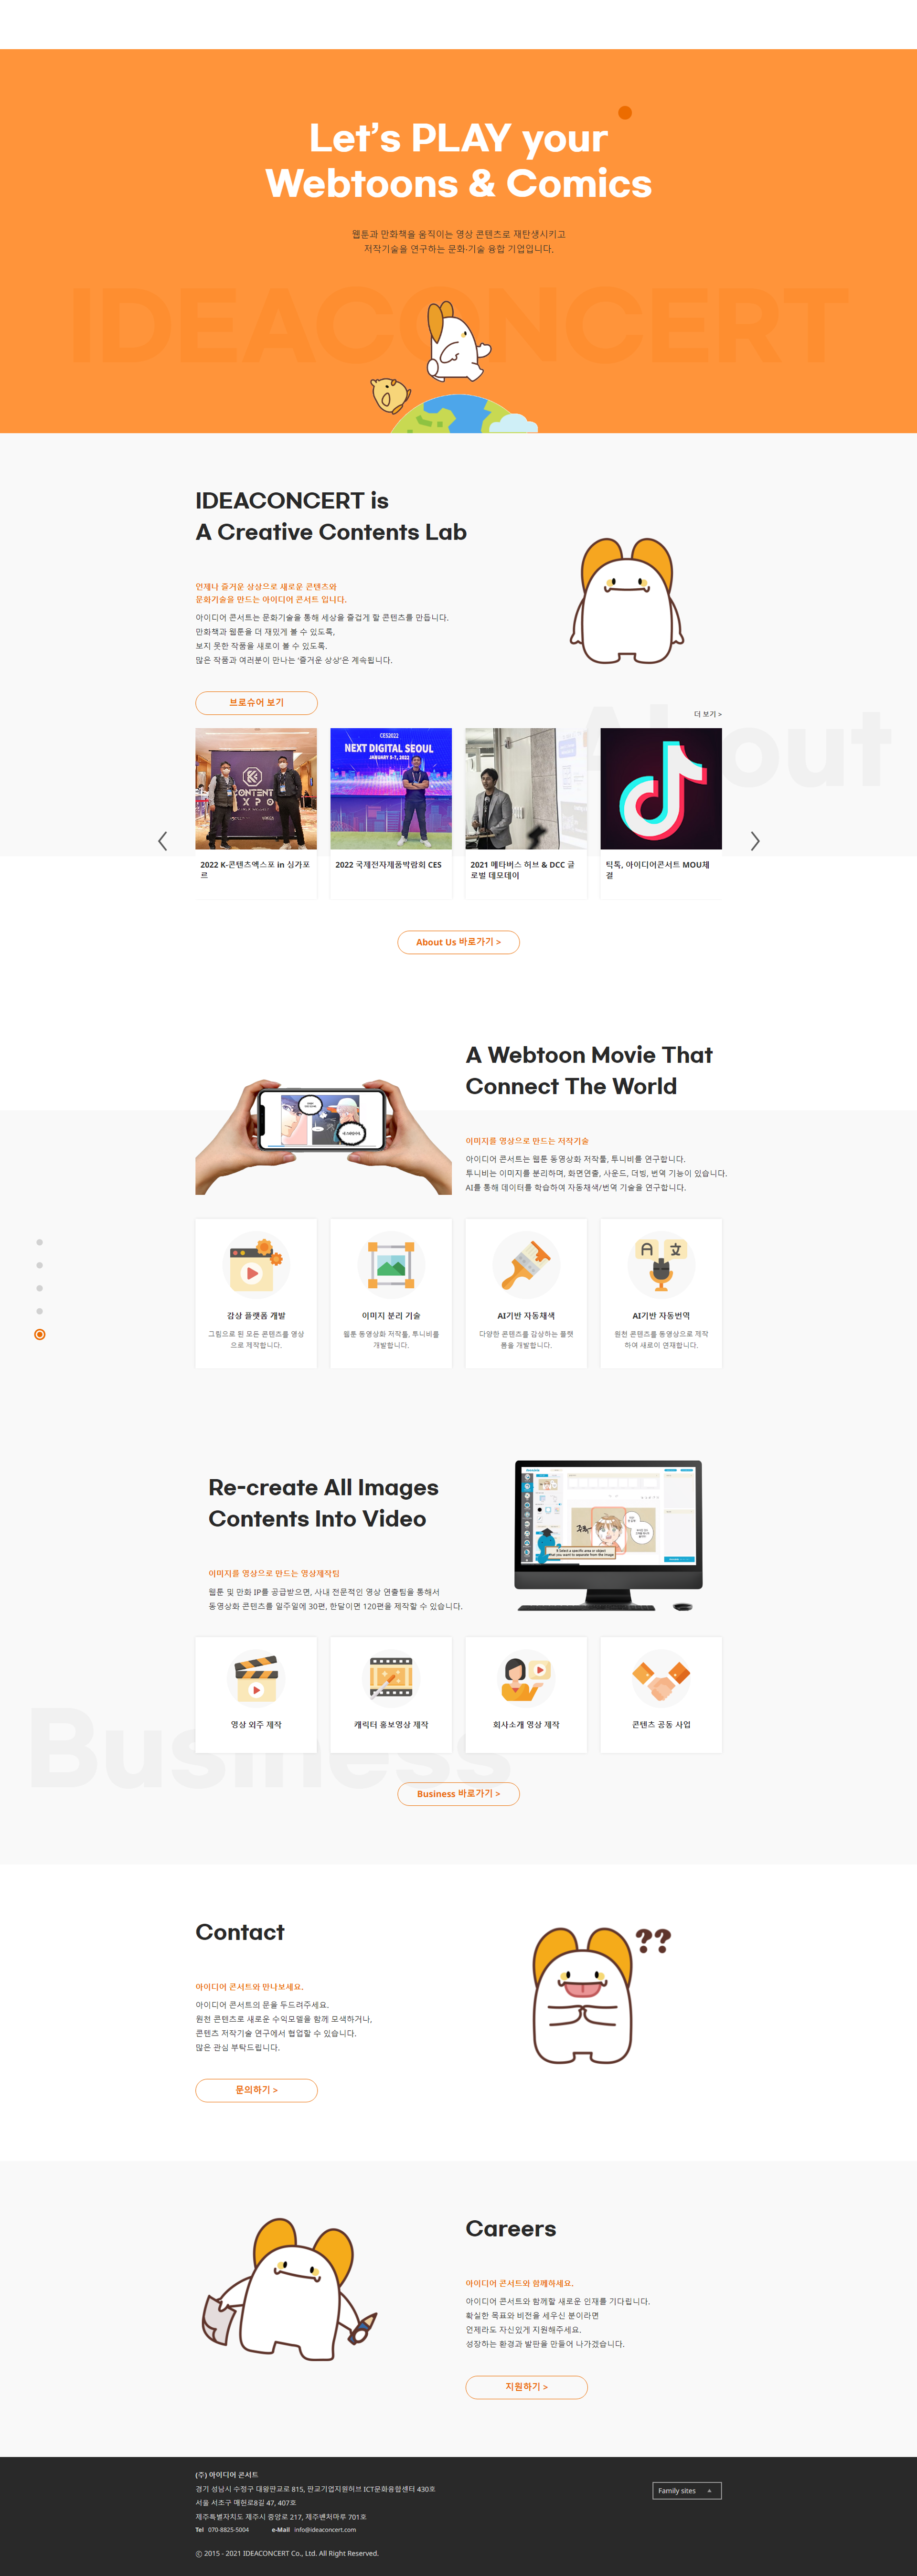 Let’s PLAY your
Webtoons & Comics
웹툰과 만화책을 움직이는 영상 콘텐츠로 재탄생시키고
저작기술을 연구하는 문화·기술 융합 기업입니다.
IDEACONCERT
IDEACONCERT is
A Creative Contents Lab
언제나 즐거운 상상으로 새로운 콘텐츠와
문화기술을 만드는 아이디어 콘서트 입니다.
아이디어 콘서트는 문화기술을 통해 세상을 즐겁게 할 콘텐츠를 만듭니다.
만화책과 웹툰을 더 재밌게 볼 수 있도록,
보지 못한 작품을 새로이 볼 수 있도록.
많은 작품과 여러분이 만나는 ‘즐거운 상상’은 계속됩니다.
브로슈어 보기
About
더 보기 >
CONTENT
EXPO
CES2022
NEXT DIGITAL SEOUL
JANUARY 5-7, 2022
2022 K-콘텐츠엑스포 in 싱가포
르
2022 국제전자제품박람회 CES
2021 메타버스 허브 & DCC 글
로벌 데모데이
틱톡, 아이디어콘서트 MOU체
결
About Us 바로가기 >
A Webtoon Movie That
Connect The World
이미지를 영상으로 만드는 저작기술
아이디어 콘서트는 웹툰 동영상화 저작툴, 투니비를 연구합니다.
투니비는 이미지를 분리하며, 화면연출, 사운드, 더빙, 번역 기능이 있습니다.
AI를 통해 데이터를 학습하여 자동채색/번역 기술을 연구합니다.
감상 플랫폼 개발
그림으로 된 모든 콘텐츠를 영상
으로 제작합니다.
이미지 분리 기술
웹툰 동영상화 저작툴, 투니비를
개발합니다.
AI기반 자동채색
다양한 콘텐츠를 감상하는 플랫
폼을 개발합니다.
A 文
AI기반 자동번역
원천 콘텐츠를 동영상으로 제작
하여 새로이 연재합니다.
Re-create All Images
Contents Into Video
이미지를 영상으로 만드는 영상제작팀
웹툰 및 만화 IP를 공급받으면, 사내 전문적인 영상 연출팀을 통해서
동영상화 콘텐츠를 일주일에 30편, 한달이면 120편을 제작할 수 있습니다.
영상 외주 제작
캐릭터 홍보영상 제작
회사소개 영상 제작
콘텐츠 공동 사업
Business
Business 바로가기 >
Contact
??
아이디어 콘서트와 만나보세요.
아이디어 콘서트의 문을 두드려주세요.
원천 콘텐츠로 새로운 수익모델을 함께 모색하거나,
콘텐츠 저작기술 연구에서 협업할 수 있습니다.
많은 관심 부탁드립니다.
문의하기 >
Careers
아이디어 콘서트와 함께하세요.
아이디어 콘서트와 함께할 새로운 인재를 기다립니다.
확실한 목표와 비전을 세우신 분이라면
언제라도 자신있게 지원해주세요.
성장하는 환경과 발판을 만들어 나가겠습니다.
지원하기 >
(주) 아이디어 콘서트
경기 성남시 수정구 대왕판교로 815, 판교기업지원허브 ICT문화융합센터 430호
서울 서초구 매헌로8길 47, 407호
제주특별자치도 제주시 중앙로 217, 제주벤처마루 701호
Tel 070-8825-5004 e-Mail info@ideaconcert.com
Family sites
© 2015 - 2021 IDEACONCERT Co., Ltd. All Right Reserved.